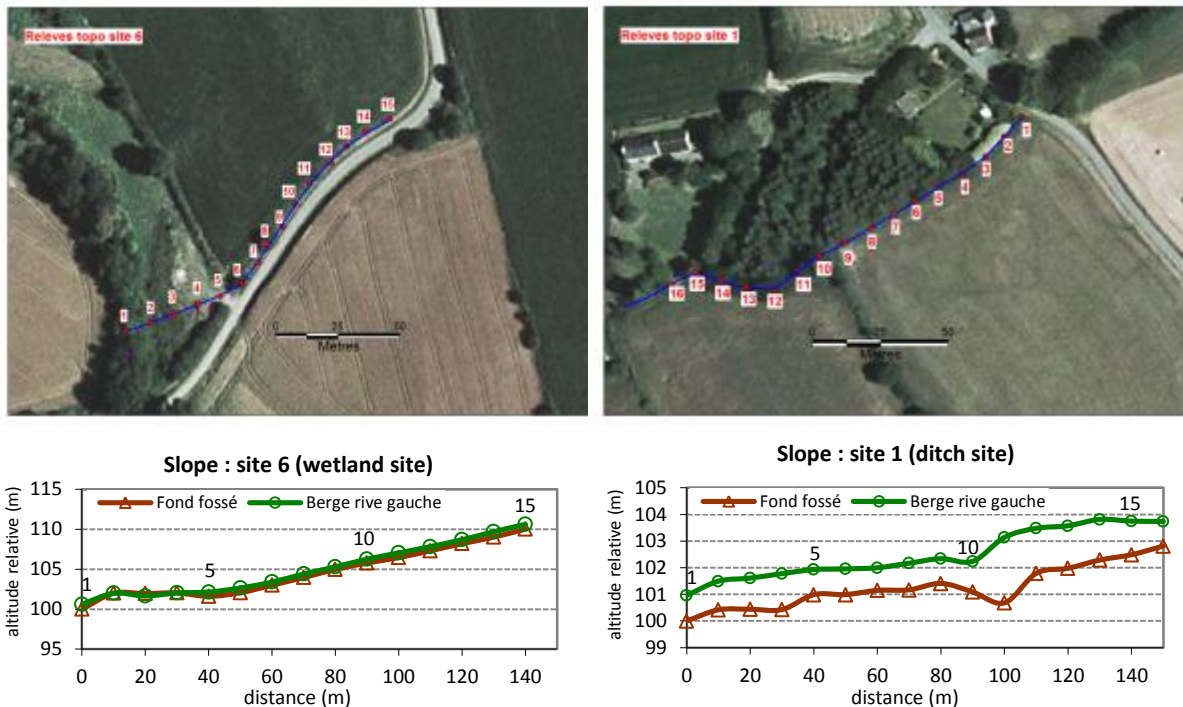 Releves topo site 6
15
14
13
12
11
10
9
8
7
6
5
4
3
2
1
0 25 50
Metres
Releves topo site 1
1
2
3
4
5
6
7
8
9
10
11
12
13
14
15
16
0 25 50
Metres
Slope : site 6 (wetland site)
Fond fossé Berge rive gauche
altitude relative (m)
115
110
105
100
95
1 5 10 15
0 20 40 60 80 100 120 140
distance (m)
Slope : site 1 (ditch site)
Fond fossé Berge rive gauche
altitude relative (m)
105
104
103
102
101
100
99
1 5 10 15
0 20 40 60 80 100 120 140
distance (m)